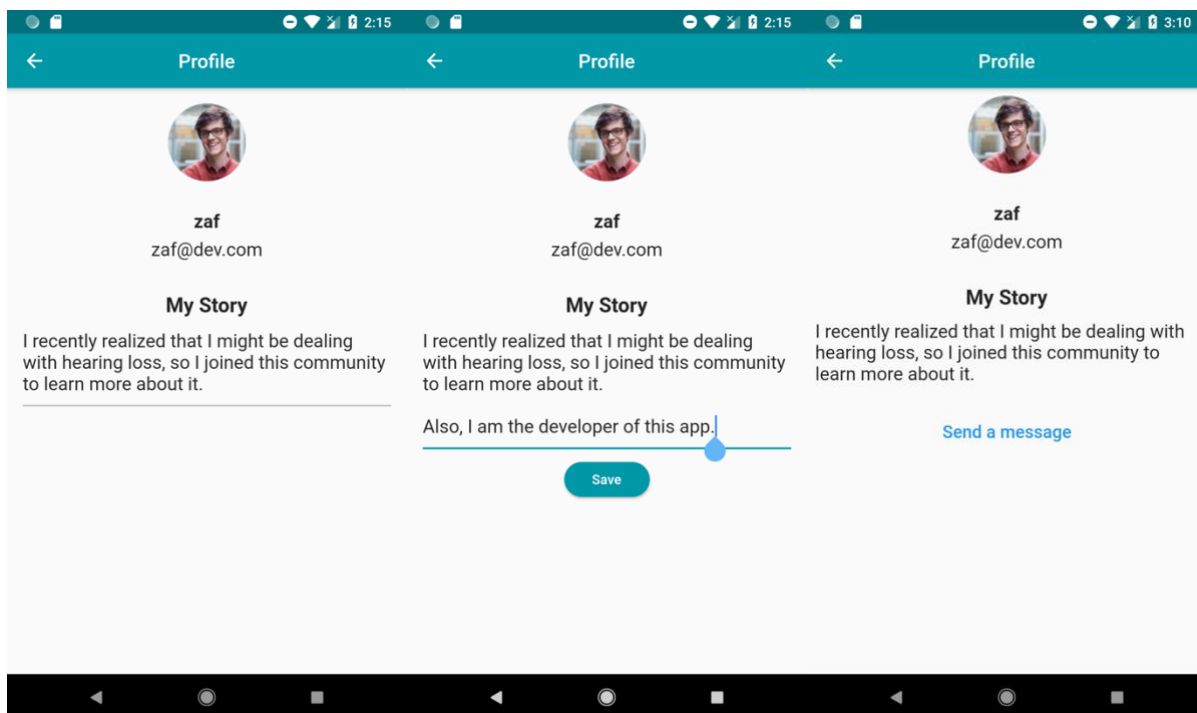 2:15
Profile
zaf
zaf@dev.com
My Story
I recently realized that I might be dealing
with hearing loss, so I joined this community
to learn more about it.
2:15
Profile
zaf
zaf@dev.com
My Story
I recently realized that I might be dealing
with hearing loss, so I joined this community
to learn more about it.
Also, I am the developer of this app.
Save
3:10
Profile
zaf
zaf@dev.com
My Story
I recently realized that I might be dealing with
hearing loss, so I joined this community to
learn more about it.
Send a message